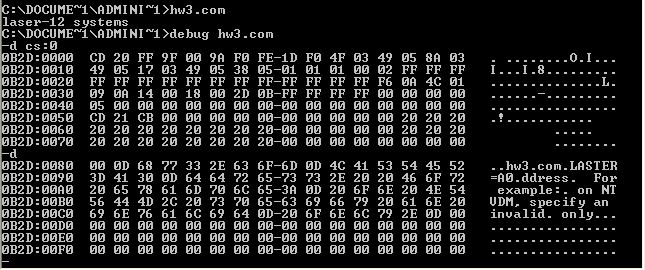 C:\DOCUME~1\ADMINI~1>hw3.com
laser-12 systems
C:\DOCUME~1\ADMINI~1>debug hw3.com
-d cs:0
0B2D:0000 CD 20 FF 9F 00 9A F0 FE-1D F0 4F 03 49 05 8A 03 . ........O.I...
0B2D:0010 49 05 17 03 49 05 38 05-01 01 01 00 02 FF FF FF I...I.8.........
0B2D:0020 FF FF FF FF FF FF FF FF-FF FF FF FF F6 0A 4C 01 ..............L.
0B2D:0030 09 0A 14 00 18 00 2D 0B-FF FF FF FF 00 00 00 00 ......-.........
0B2D:0040 05 00 00 00 00 00 00 00-00 00 00 00 00 00 00 00 ................
0B2D:0050 CD 21 CB 00 00 00 00 00-00 00 00 00 00 20 20 20 .!...........
0B2D:0060 20 20 20 20 20 20 20 20-00 00 00 00 00 20 20 20 .....
0B2D:0070 20 20 20 20 20 20 20 20-00 00 00 00 00 00 00 00 ........
-d
0B2D:0080 00 0D 68 77 33 2E 63 6F-6D 0D 4C 41 53 54 45 52 ..hw3.com.LASTER
0B2D:0090 3D 41 30 0D 64 64 72 65-73 73 2E 20 20 46 6F 72 =A0.ddress.  For
0B2D:00A0 20 65 78 61 6D 70 6C 65-3A 0D 20 6F 6E 20 4E 54 example:. on NT
0B2D:00B0 56 44 4D 2C 20 73 70 65-63 69 66 79 20 61 6E 20 VDM, specify an
0B2D:00C0 69 6E 76 61 6C 69 64 0D-20 6F 6E 6C 79 2E 0D 00 invalid. only...
0B2D:00D0 00 00 00 00 00 00 00 00-00 00 00 00 00 00 00 00 ................
0B2D:00E0 00 00 00 00 00 00 00 00-00 00 00 00 00 00 00 00 ................
0B2D:00F0 00 00 00 00 00 00 00 00-00 00 00 00 00 00 00 00 ................
-